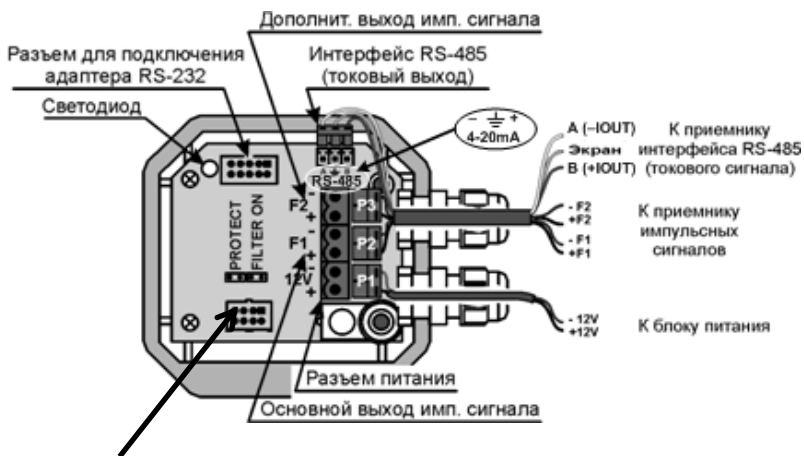 Дополнит. выход имп. сигнала
Разъем для подключения
адаптера RS-232
Интерфейс RS-485
(токовый выход)
Светодиод
– +
4-20mA
А (–IOUT)
Экран
В (+IOUT)
К приемнику
интерфейса RS-485
(токового сигнала)
RS-485
-
F2
+
P3
- F2
+F2
- F1
+F1
К приемнику
импульсных
сигналов
PROTECT
FILTER ON
-
F1
+
P2
-
12V
+
P1
- 12V
+12V
К блоку питания
Разъем питания
Основной выход имп. сигнала